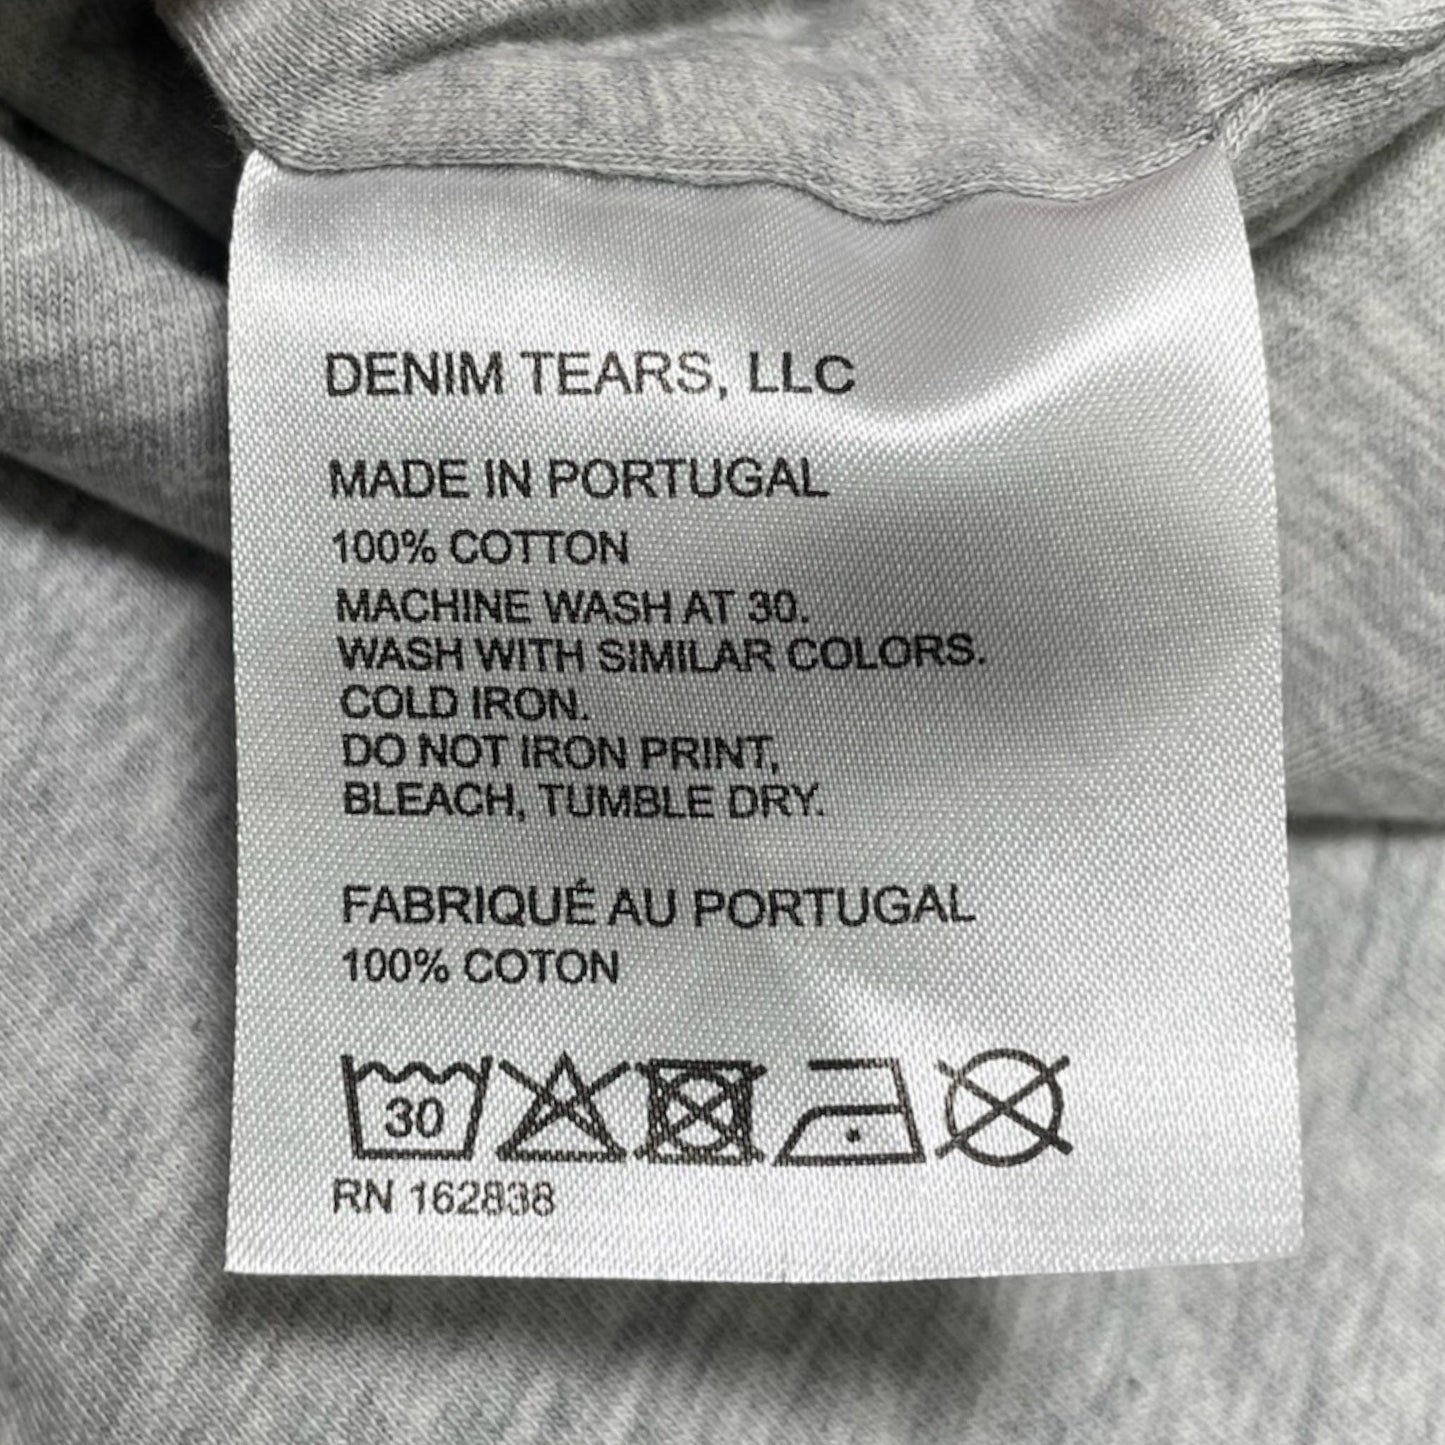 DENIM TEARS, LLC
MADE IN PORTUGAL
100% COTTON
MACHINE WASH AT 30.
WASH WITH SIMILAR COLORS.
COLD IRON.
DO NOT IRON PRINT,
BLEACH, TUMBLE DRY.
FABRIQUÉ AU PORTUGAL
100% COTON
30
RN 162838